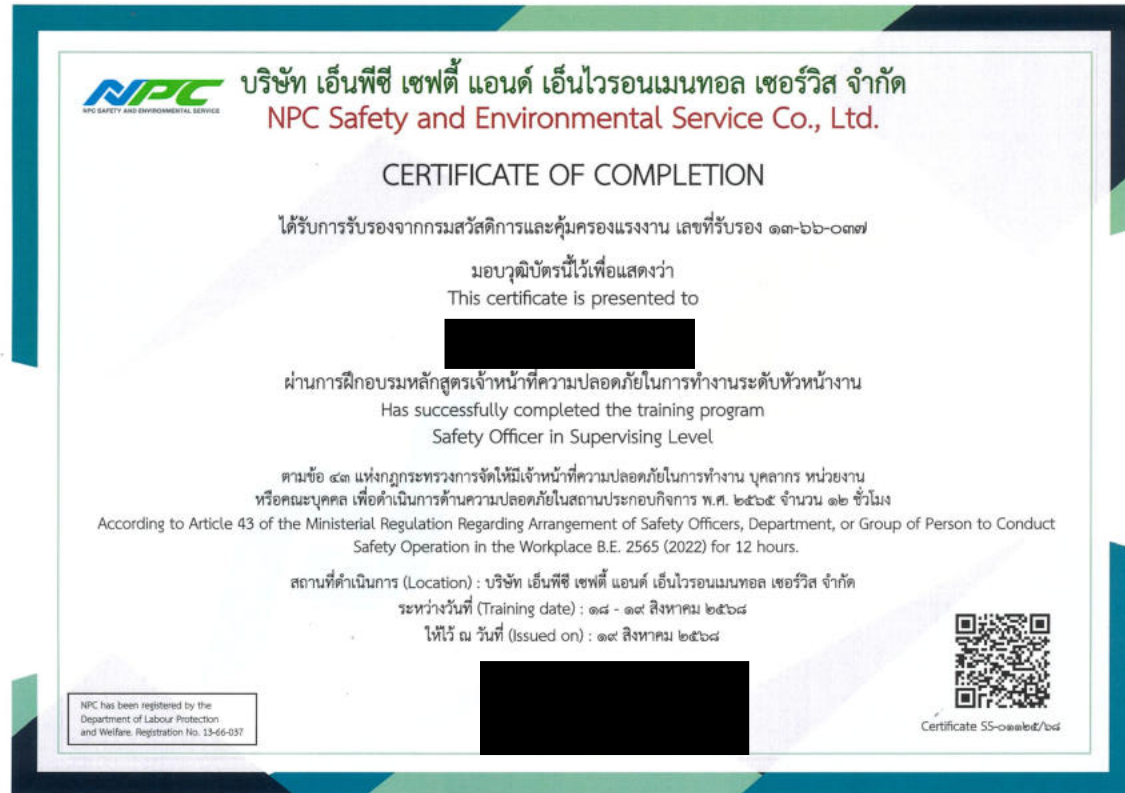 NPC
NPC SAFETY AND ENVIRONMENTAL SERVICE
บริษัท เอ็นพีซี เซฟตี้ แอนด์ เอ็นไวรอนเมนทอล เซอร์วิส จำกัด
NPC Safety and Environmental Service Co., Ltd.
CERTIFICATE OF COMPLETION
ได้รับการรับรองจากกรมสวัสดิการและคุ้มครองแรงงาน เลขที่รับรอง ๑๓-๖๖-๐๓๗
มอบวุฒิบัตรนี้ไว้เพื่อแสดงว่า
This certificate is presented to
ผ่านการฝึกอบรมหลักสูตรเจ้าหน้าที่ความปลอดภัยในการทำงานระดับหัวหน้างาน
Has successfully completed the training program
Safety Officer in Supervising Level
ตามข้อ ๔๓ แห่งกฎกระทรวงการจัดให้มีเจ้าหน้าที่ความปลอดภัยในการทำงาน บุคลากร หน่วยงาน
หรือคณะบุคคล เพื่อดำเนินการด้านความปลอดภัยในสถานประกอบกิจการ พ.ศ. ๒๕๖๕ จำนวน ๑๒ ชั่วโมง
According to Article 43 of the Ministerial Regulation Regarding Arrangement of Safety Officers, Department, or Group of Person to Conduct
Safety Operation in the Workplace B.E. 2565 (2022) for 12 hours.
สถานที่ดำเนินการ (Location) : บริษัท เอ็นพีซี เซฟตี้ แอนด์ เอ็นไวรอนเมนทอล เซอร์วิส จำกัด
ระหว่างวันที่ (Training date) : ๑๘ - ๑๙ สิงหาคม ๒๕๖๘
ให้ไว้ ณ วันที่ (Issued on) : ๑๙ สิงหาคม ๒๕๖๘
NPC has been registered by the
Department of Labour Protection
and Welfare. Registration No. 13-66-037
Certificate SS-๐๑๑๒๕/๖๘